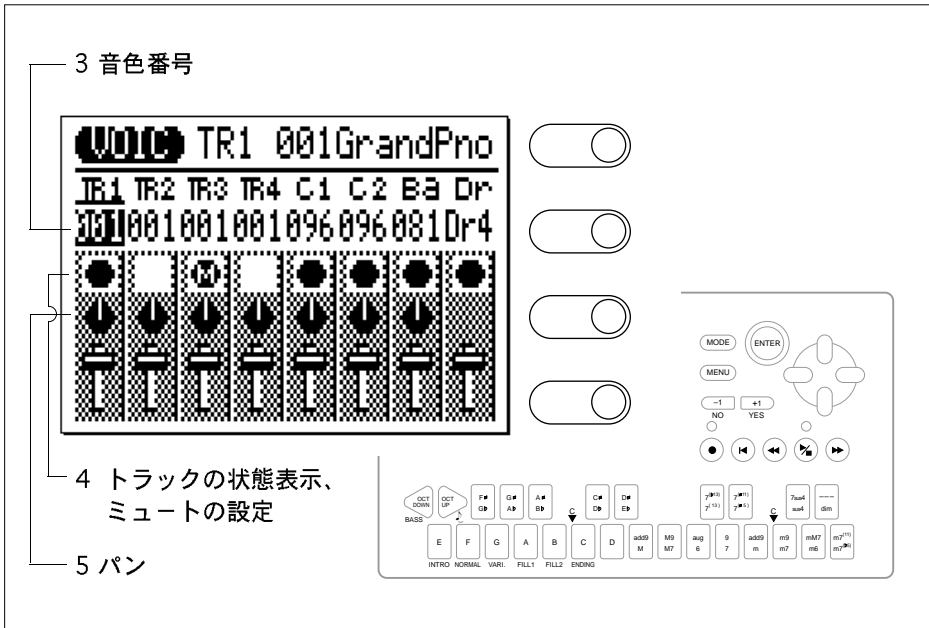 3 音色番号
VOIC TR1 001GrandPno
TR1 TR2 TR3 TR4 C1 C2 Ba Dr
001 001 001 001 096 096 081 Dr4
M
4 トラックの状態表示、
ミュートの設定
5 パン
MODE
ENTER
MENU
−1 +1
NO YES
OCT DOWN
OCT UP
BASS
F♯ G♯ A♯ C♯ D♯
G♭ A♭ B♭ D♭ E♭
7sus4 ---
sus4 dim
C C
E F G A B C D
add9 M9 aug 9 add9 m9 mM7 m7(11)
M M7 6 7 m m7 m6
INTRO NORMAL VARI. FILL1 FILL2 ENDING